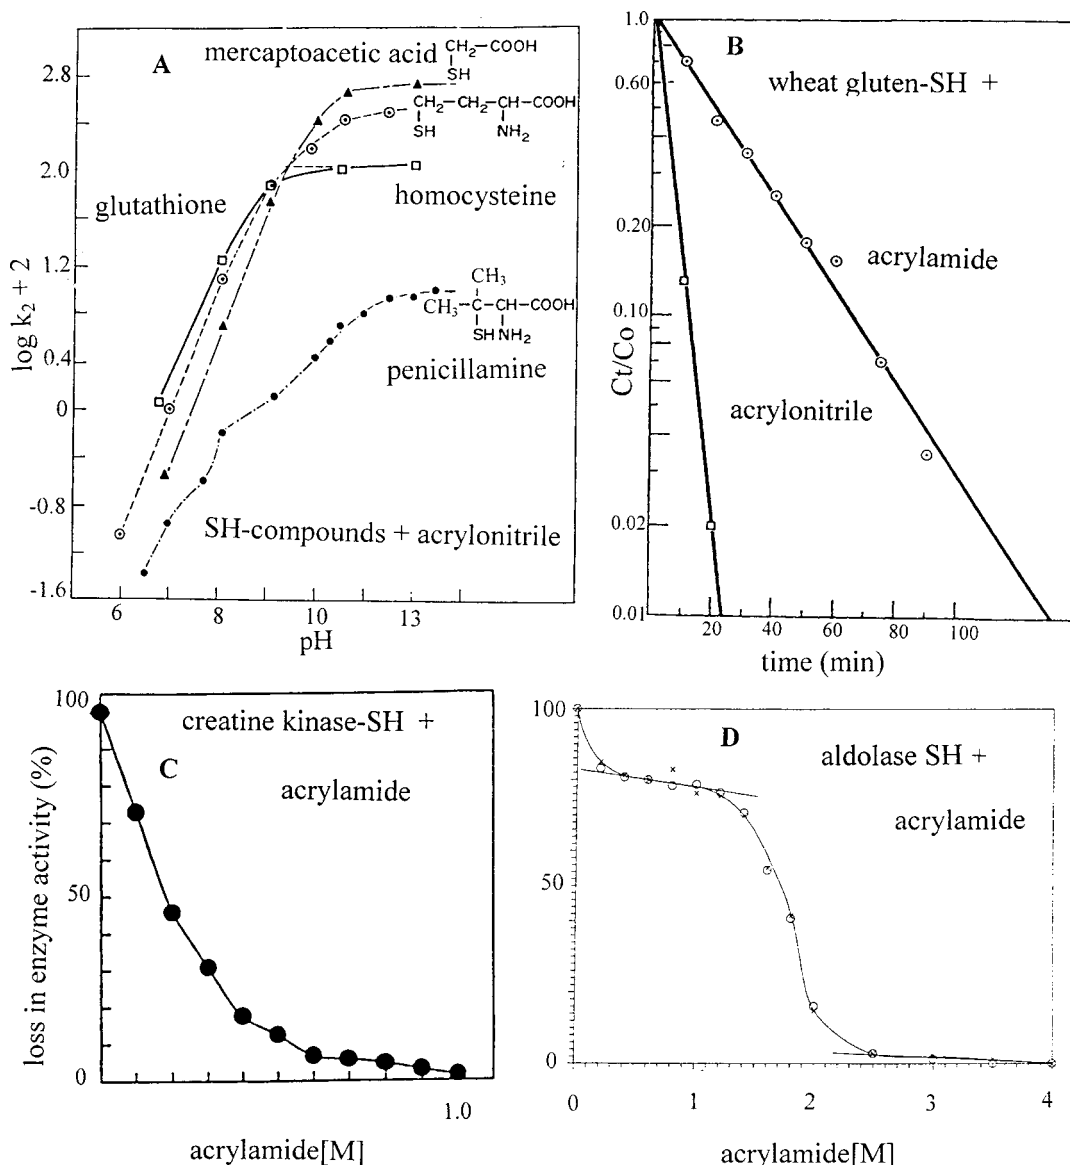 A
mercaptoacetic acid
CH2-COOH
SH
CH2-CH2-CH-COOH
SH NH2
glutathione
homocysteine
CH3
CH3-C-CH-COOH
SH NH2
penicillamine
SH-compounds + acrylonitrile
log k2 + 2
2.8
2.0
1.2
0.4
0
-0.8
-1.6
6 8 10 13
pH
B
wheat gluten-SH +
acrylamide
acrylonitrile
Ct/Co
1.0
0.60
0.20
0.10
0.02
0.01
20 40 60 80 100
time (min)
creatine kinase-SH +
C
acrylamide
loss in enzyme activity (%)
100
50
0
1.0
acrylamide[M]
D
aldolase SH +
acrylamide
100
50
0
0 1 2 3 4
acrylamide[M]